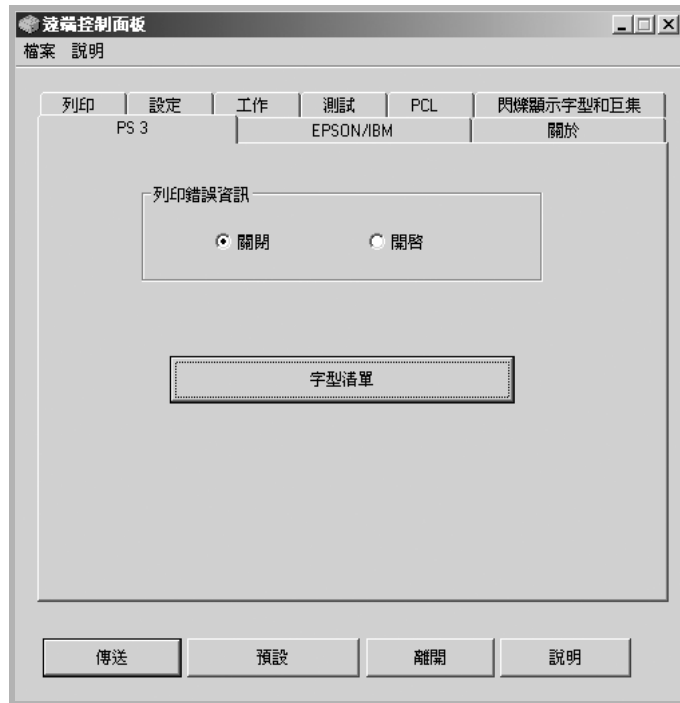 遠端控制面板
檔案 說明
列印 設定 工作 測試 PCL 閃爍顯示字型和巨集
PS 3 EPSON/IBM 關於
列印錯誤資訊
關閉 開啓
字型清單
傳送 預設 離開 說明